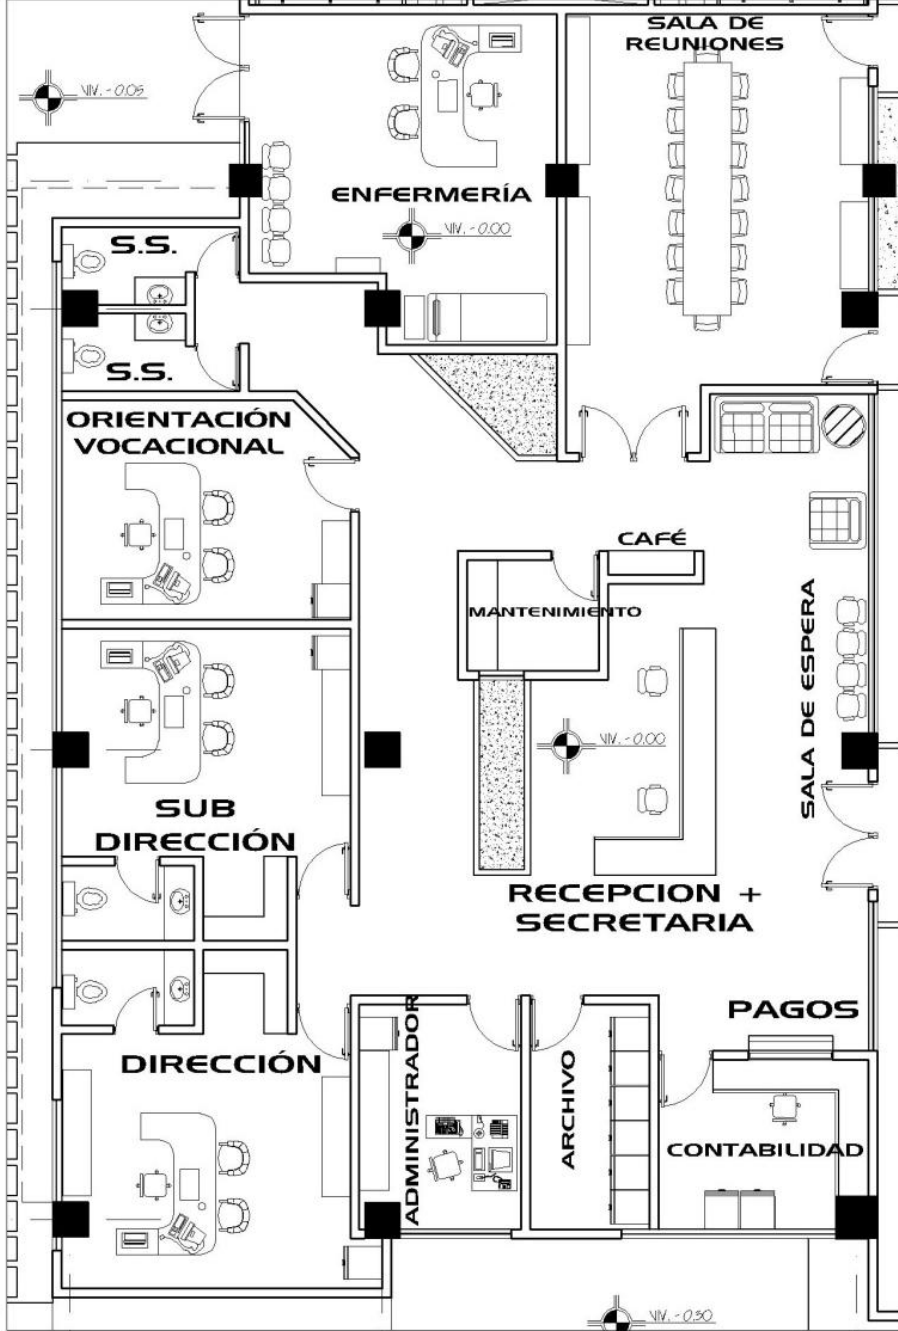 SALA DE
REUNIONES
NIV. -0.05
ENFERMERÍA
NIV. -0.00
S.S.
S.S.
ORIENTACIÓN
VOCACIONAL
CAFÉ
MANTENIMIENTO
SALA DE ESPERA
NIV. -0.00
SUB
DIRECCIÓN
RECEPCION +
SECRETARIA
PAGOS
DIRECCIÓN
ADMINISTRADOR
ARCHIVO
CONTABILIDAD
NIV. -0.30